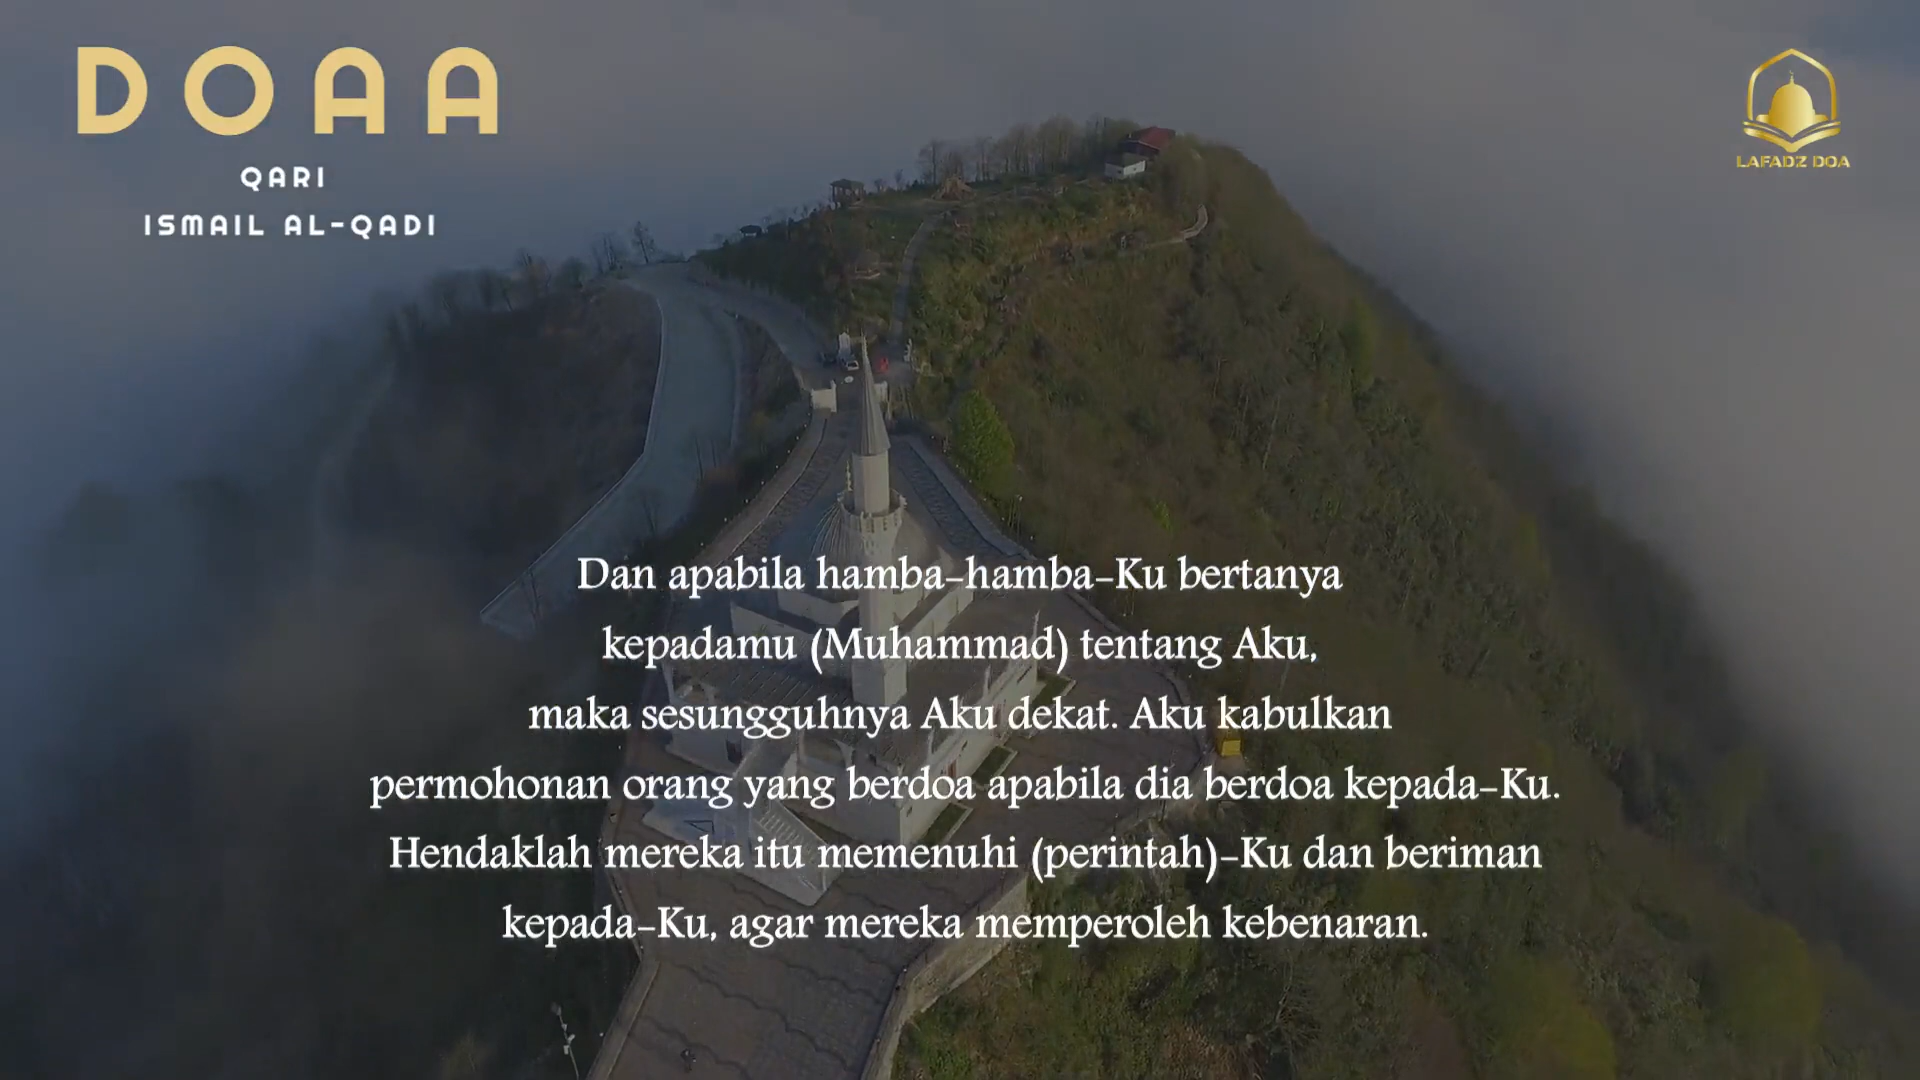 DOAA
QARI
ISMAIL AL-QADI
LAFADZ DOA
Dan apabila hamba-hamba-Ku bertanya
kepadamu (Muhammad) tentang Aku,
maka sesungguhnya Aku dekat. Aku kabulkan
permohonan orang yang berdoa apabila dia berdoa kepada-Ku.
Hendaklah mereka itu memenuhi (perintah)-Ku dan beriman
kepada-Ku, agar mereka memperoleh kebenaran.